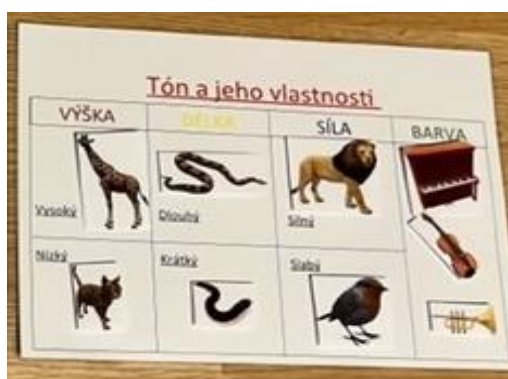 Tón a jeho vlastnosti
VÝŠKA DÉLKA SÍLA BARVA
Vysoký Dlouhý Silný
Nízký Krátký Slabý